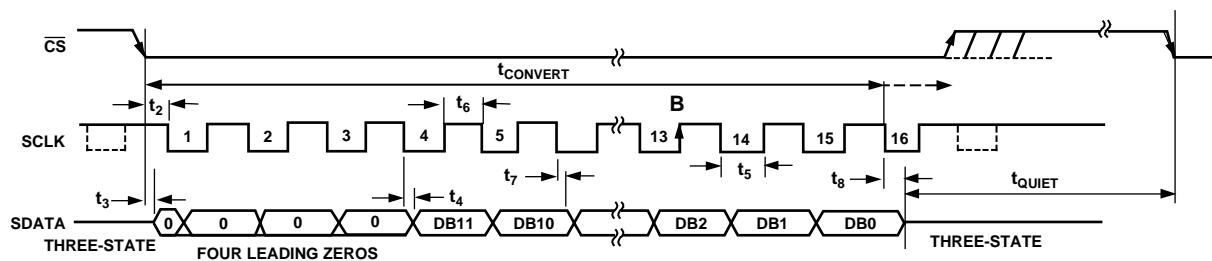 CS
tCONVERT
t2
t6
B
SCLK
1 2 3 4 5 13 14 15 16
t3
t4
t7
t5
t8
tQUIET
SDATA
0 0 0 0 DB11 DB10 DB2 DB1 DB0
THREE-STATE
FOUR LEADING ZEROS
THREE-STATE